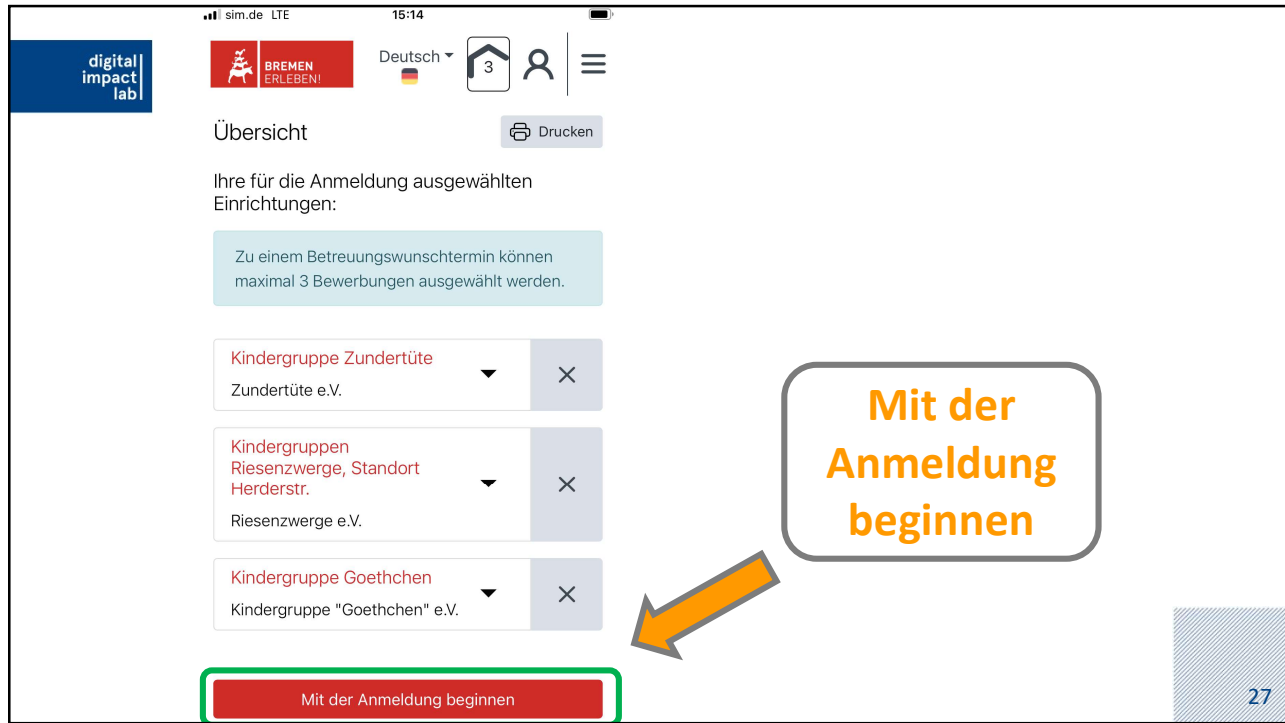 sim.de LTE 15:14
digital
impact
lab
BREMEN
ERLEBEN!
Deutsch
3
Übersicht
Drucken
Ihre für die Anmeldung ausgewählten
Einrichtungen:
Zu einem Betreuungswunschtermin können
maximal 3 Bewerbungen ausgewählt werden.
Kindergruppe Zundertüte
Zundertüte e.V.
Kindergruppen
Riesenzwerge, Standort
Herderstr.
Riesenzwerge e.V.
Kindergruppe Goethchen
Kindergruppe "Goethchen" e.V.
Mit der Anmeldung beginnen
Mit der
Anmeldung
beginnen
27